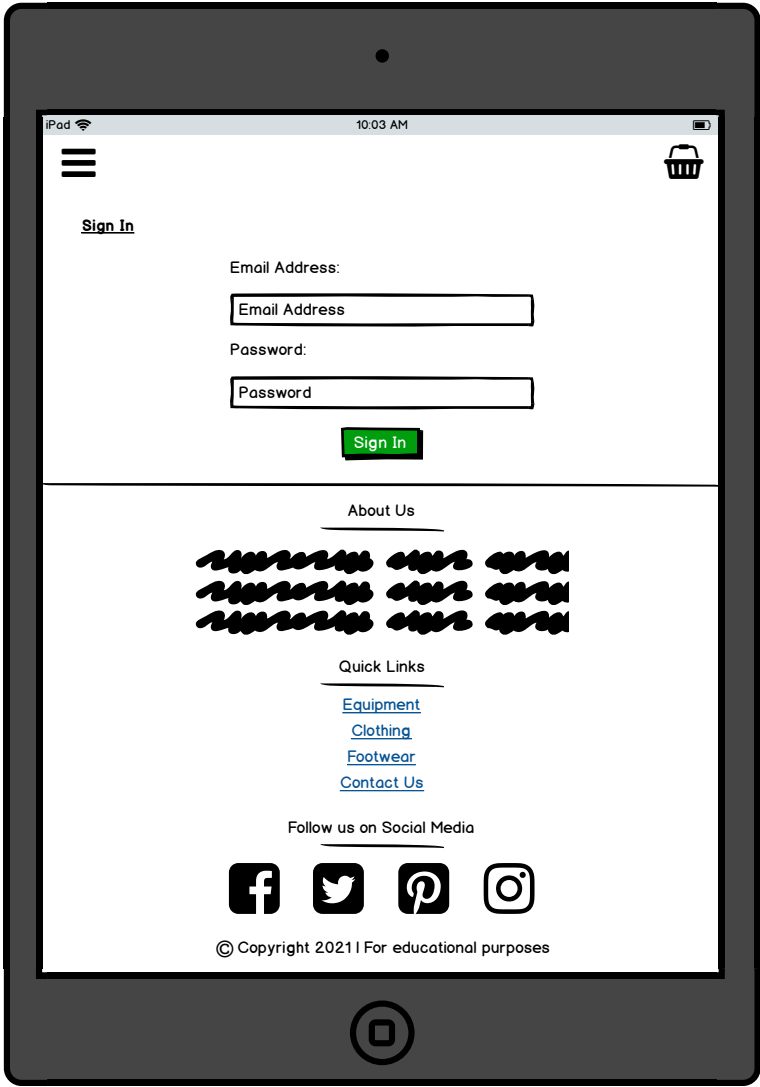 iPad 10:03 AM
Sign In
Email Address:
Email Address
Password:
Password
Sign In
About Us
Quick Links
Equipment
Clothing
Footwear
Contact Us
Follow us on Social Media
© Copyright 2021 | For educational purposes